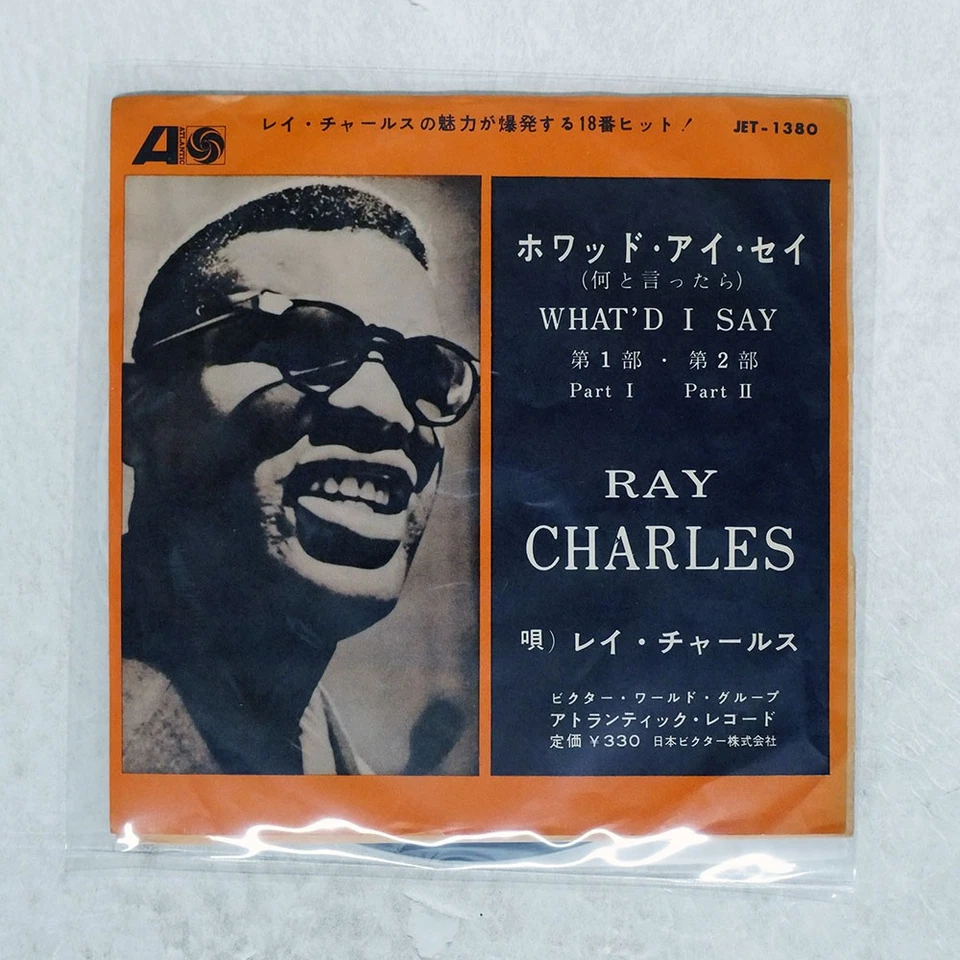 レイ・チャールスの魅力が爆発する18番ヒット!
JET-1380
A
ATLANTIC
ホワッド・アイ・セイ
(何と言ったら)
WHAT'D I SAY
第1部・第2部
Part I Part II
RAY
CHARLES
唄)レイ・チャールス
ビクター・ワールド・グループ
アトランティック・レコード
定価 ¥330 日本ビクター株式会社